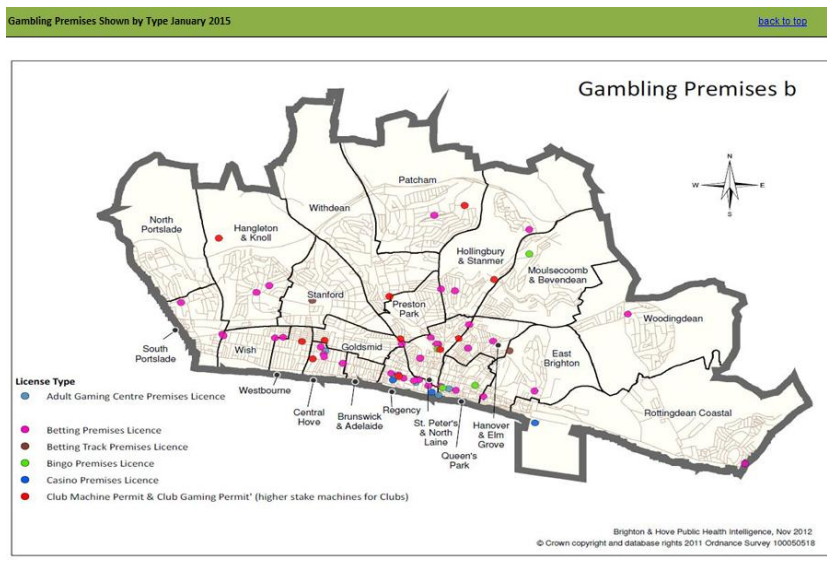 Gambling Premises Shown by Type January 2015
back to top
Gambling Premises b
N
W
E
S
Patcham
Withdean
North
Portslade
Hangleton
& Knoll
Hollingbury
& Stanmer
Moulsecoomb
& Bevendean
Stanford
Preston
Park
Woodingdean
South
Portslade
Wish
Goldsmid
East
Brighton
Westbourne
Central
Hove
Brunswick
& Adelaide
Regency
St. Peter's
& North
Laine
Queen's
Park
Hanover
& Elm
Grove
Rottingdean Coastal
License Type
Adult Gaming Centre Premises Licence
Betting Premises Licence
Betting Track Premises Licence
Bingo Premises Licence
Casino Premises Licence
Club Machine Permit & Club Gaming Permit' (higher stake machines for Clubs)
Brighton & Hove Public Health Intelligence, Nov 2012
© Crown copyright and database rights 2011 Ordnance Survey 100050518